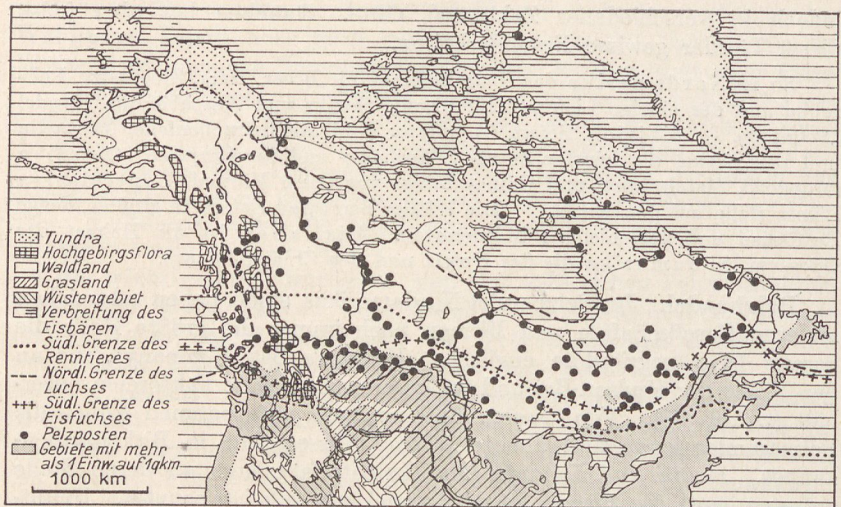 Tundra
Hochgebirgsflora
Waldland
Grasland
Wüstengebiet
Verbreitung des
Eisbären
Südl. Grenze des
Renntieres
Nördl. Grenze des
Luchses
Südl. Grenze des
Eisfuchses
Pelzposten
Gebiete mit mehr
als 1 Einw. auf 1qkm
1000 km